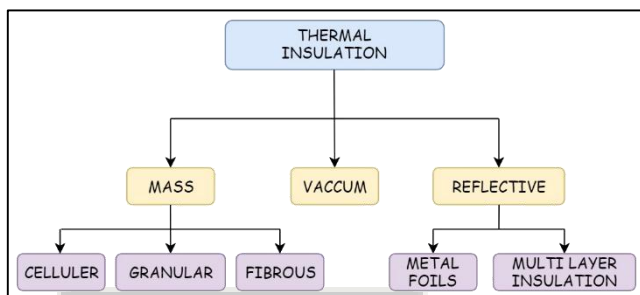 THERMAL
INSULATION
MASS
VACCUM
REFLECTIVE
CELLULER
GRANULAR
FIBROUS
METAL
FOILS
MULTI LAYER
INSULATION